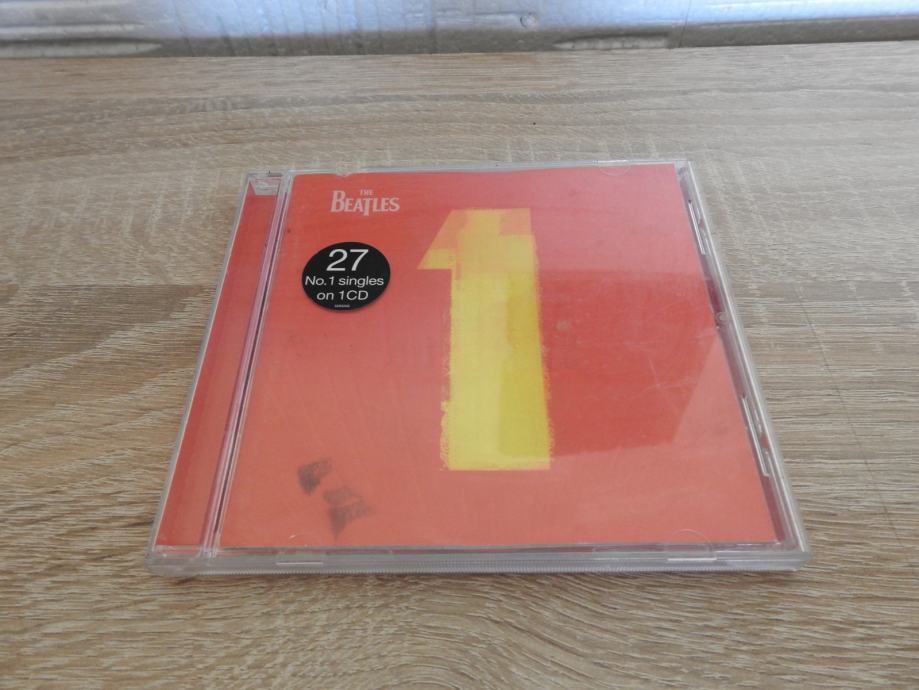 THE
BEATLES
1
27
No.1 singles
on 1CD